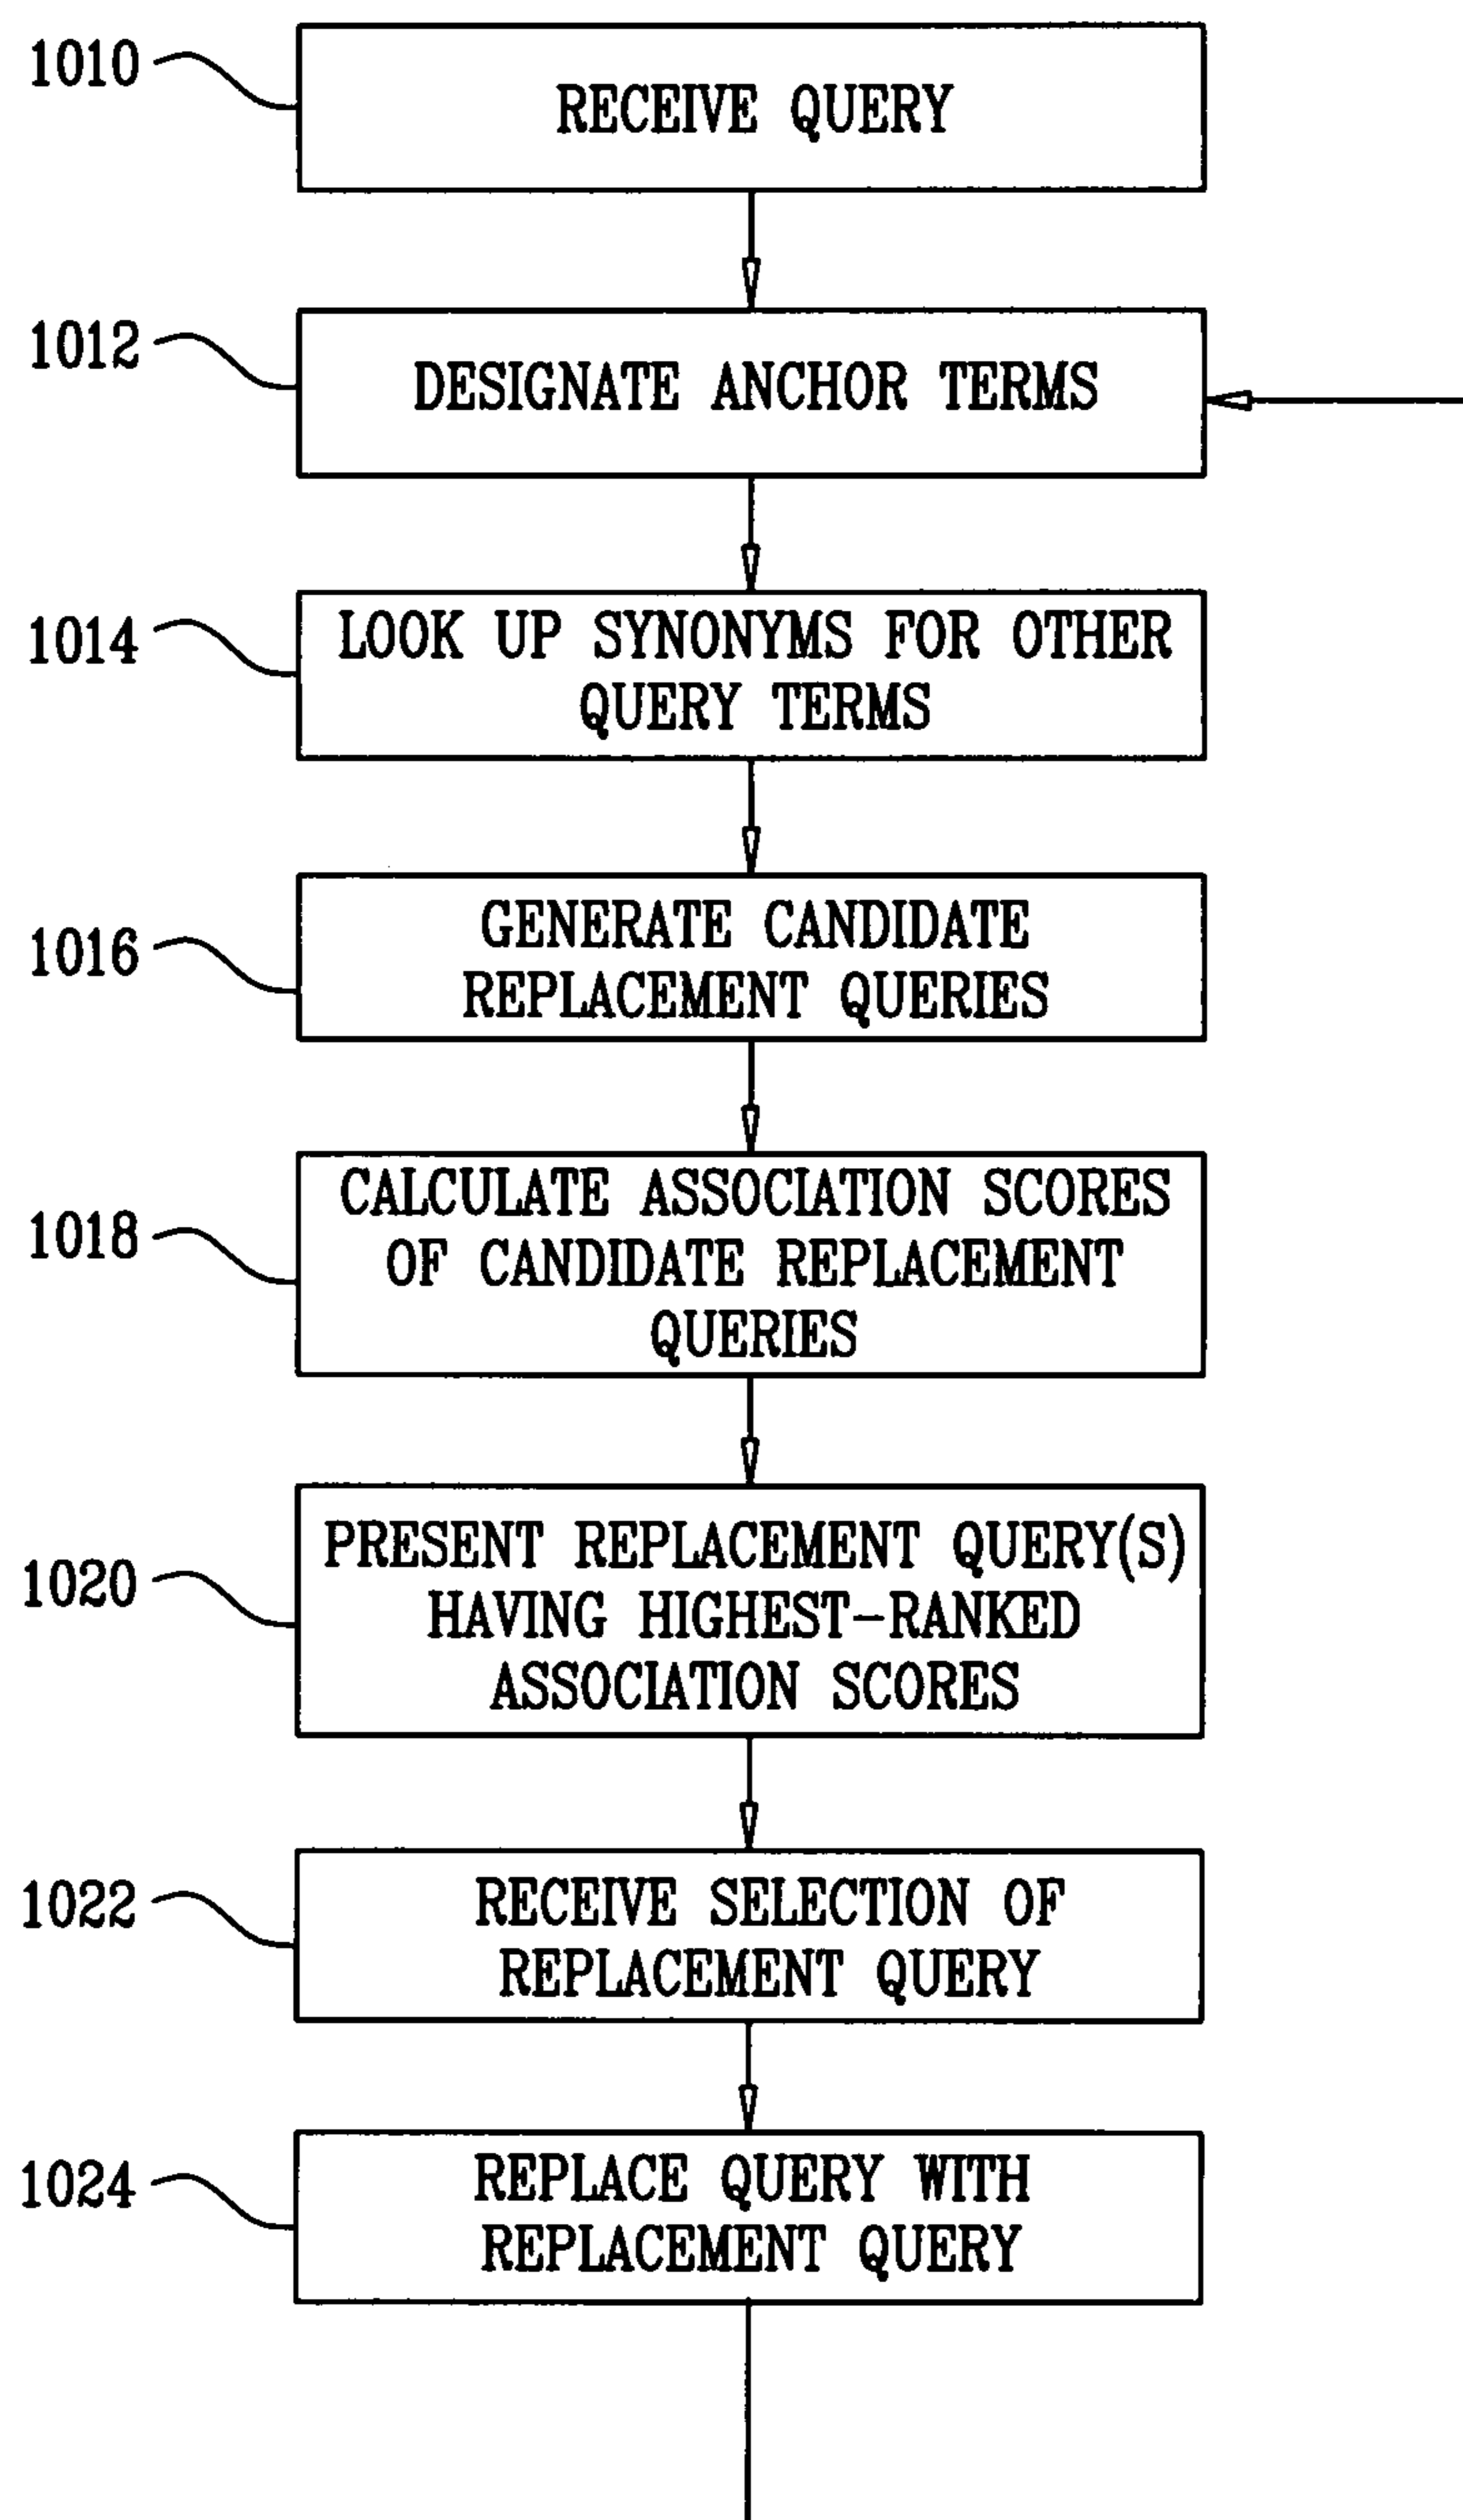 1010
RECEIVE QUERY
1012
DESIGNATE ANCHOR TERMS
1014
LOOK UP SYNONYMS FOR OTHER
QUERY TERMS
1016
GENERATE CANDIDATE
REPLACEMENT QUERIES
1018
CALCULATE ASSOCIATION SCORES
OF CANDIDATE REPLACEMENT
QUERIES
1020
PRESENT REPLACEMENT QUERY(S)
HAVING HIGHEST-RANKED
ASSOCIATION SCORES
1022
RECEIVE SELECTION OF
REPLACEMENT QUERY
1024
REPLACE QUERY WITH
REPLACEMENT QUERY